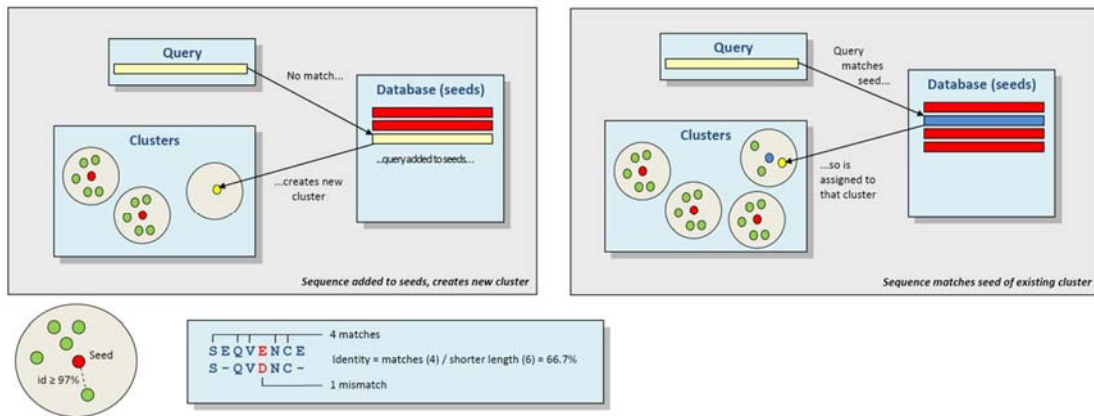 Query
No match...
Database (seeds)
...query added to seeds...
Clusters
...creates new
cluster
Sequence added to seeds, creates new cluster
Query
Query
matches
seed...
Database (seeds)
Clusters
...so is
assigned to
that cluster
Sequence matches seed of existing cluster
Seed
id ≥ 97%
4 matches
SEQVENCE
Identity = matches (4) / shorter length (6) = 66.7%
S-QVDNC-
1 mismatch